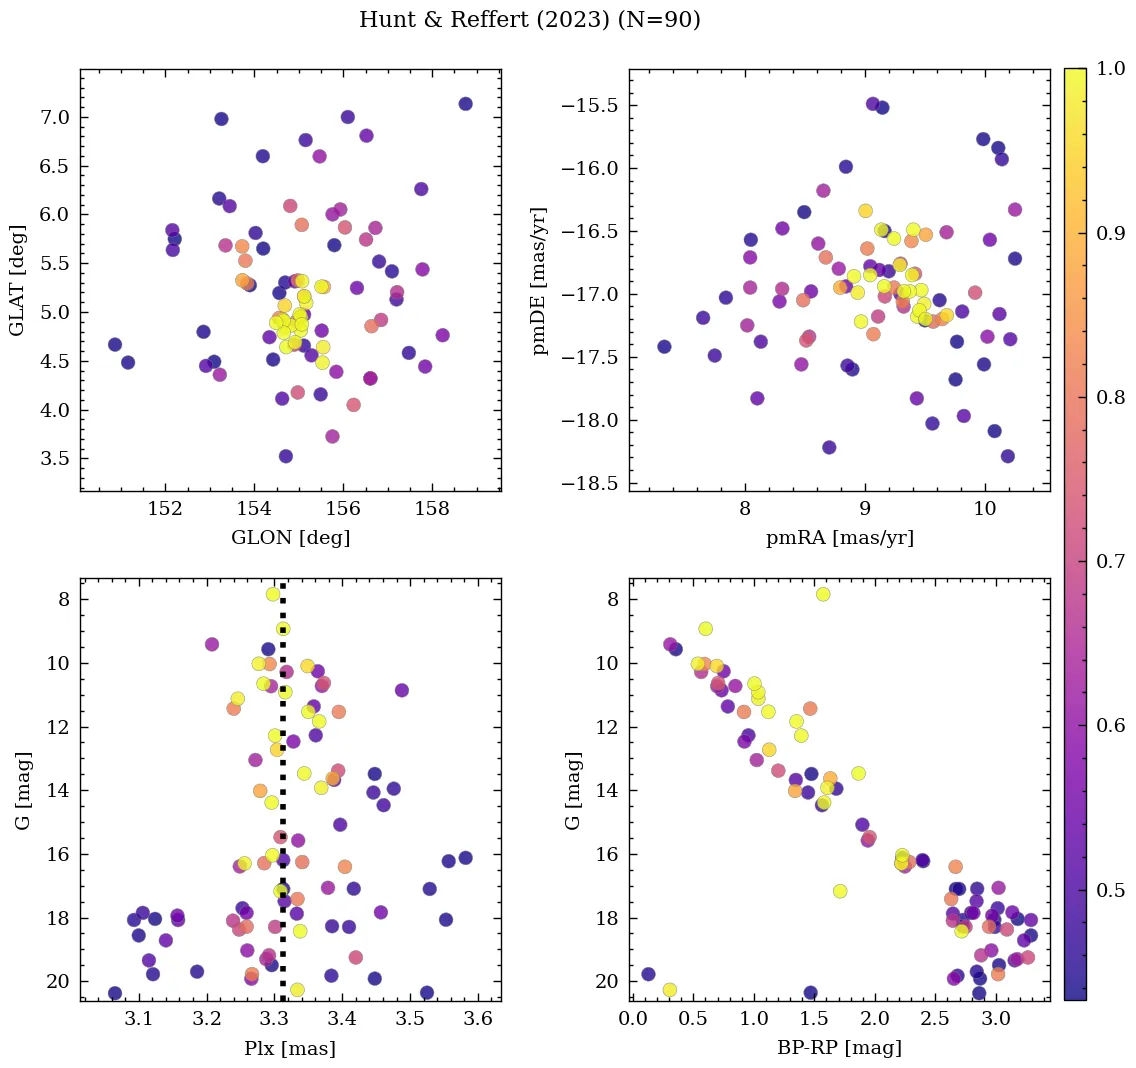 Hunt & Reffert (2023) (N=90)
7.0
6.5
6.0
5.5
5.0
4.5
4.0
3.5
GLAT [deg]
152 154 156 158
GLON [deg]
−15.5
−16.0
−16.5
−17.0
−17.5
−18.0
−18.5
pmDE [mas/yr]
8 9 10
pmRA [mas/yr]
1.0
0.9
0.8
0.7
0.6
0.5
8
10
12
14
16
18
20
G [mag]
3.1 3.2 3.3 3.4 3.5 3.6
Plx [mas]
8
10
12
14
16
18
20
G [mag]
0.0 0.5 1.0 1.5 2.0 2.5 3.0
BP-RP [mag]